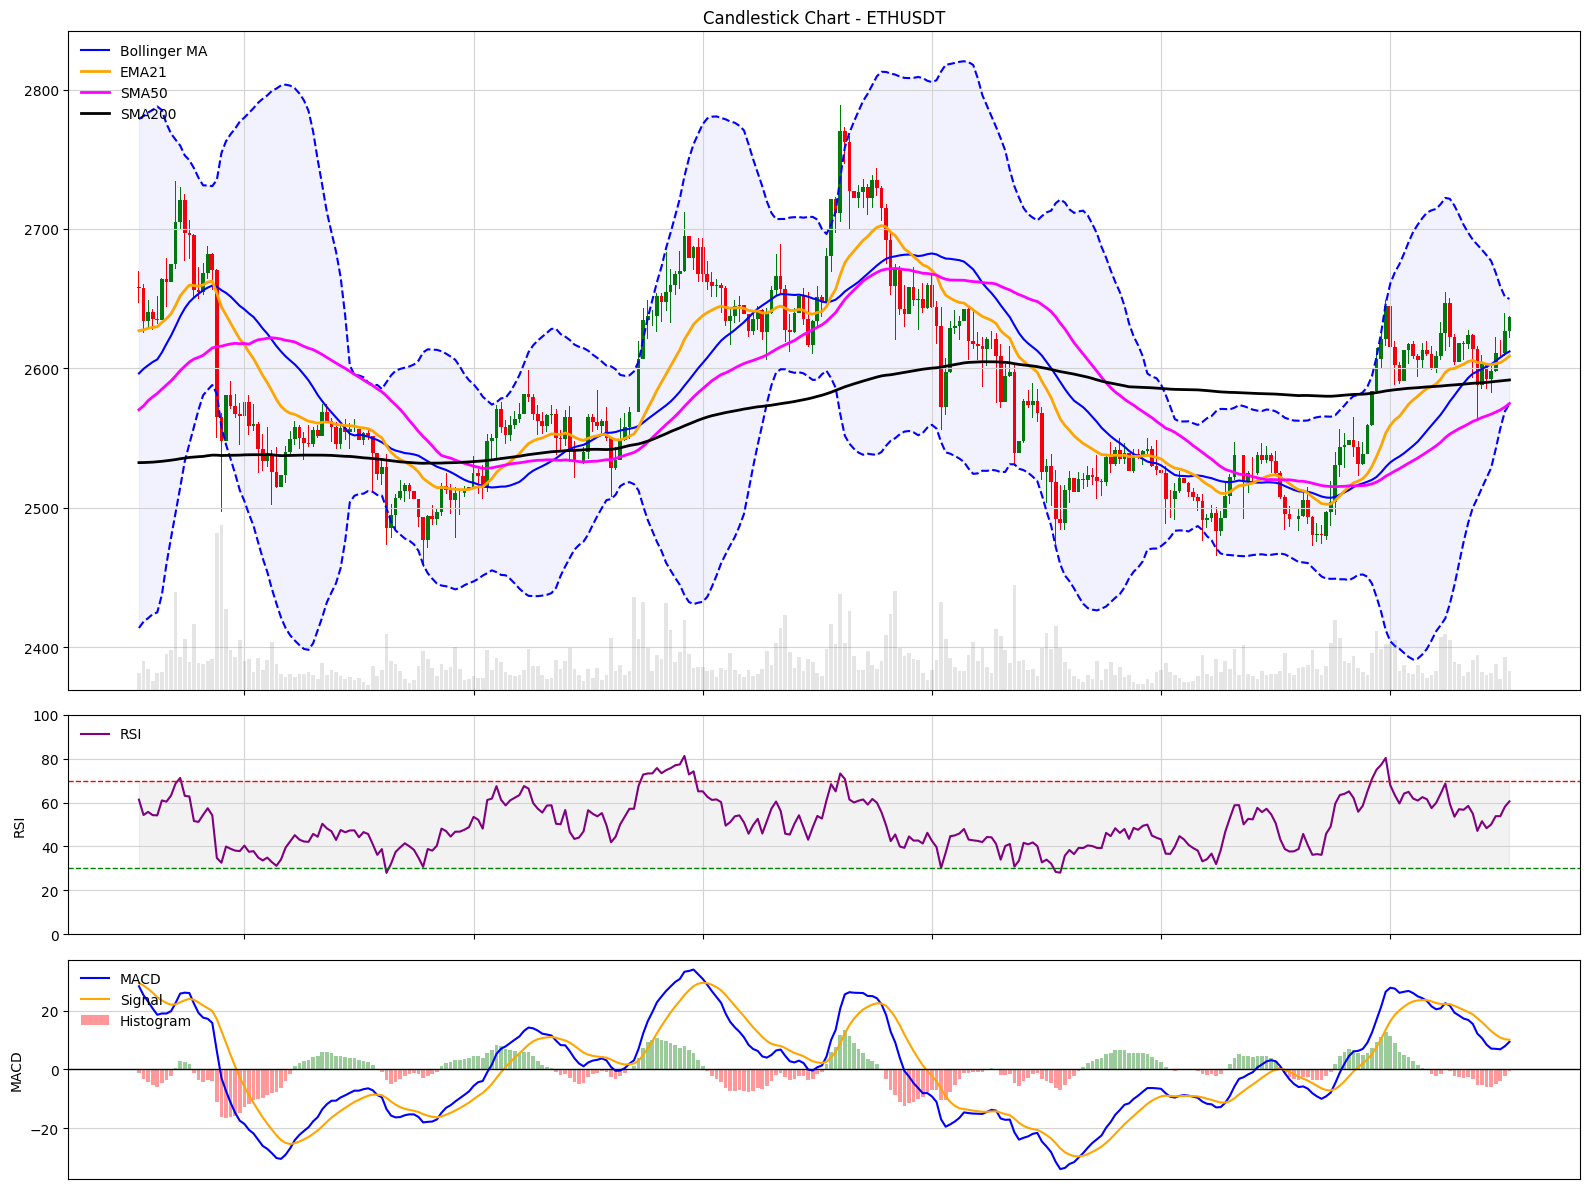 Candlestick Chart - ETHUSDT
Bollinger MA
EMA21
SMA50
SMA200
2800
2700
2600
2500
2400
RSI
100
80
60
40
20
0
RSI
MACD
Signal
Histogram
20
0
−20
MACD